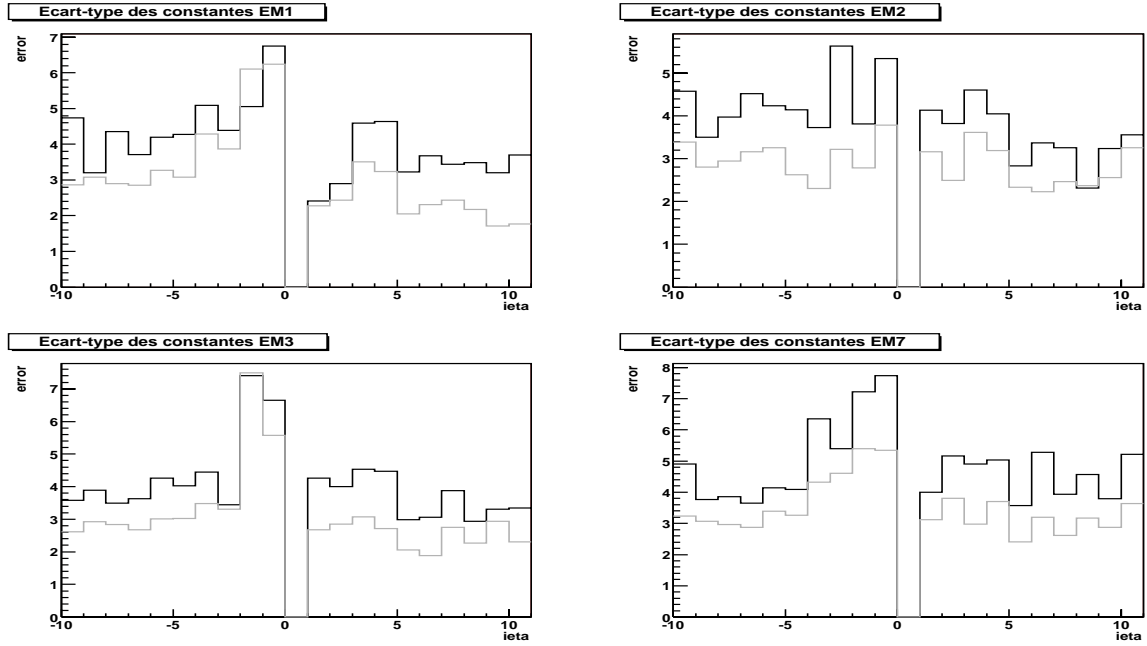 Ecart-type des constantes EM1
error
7
6
5
4
3
2
1
0
-10 -5 0 5 10
ieta
Ecart-type des constantes EM2
error
5
4
3
2
1
0
-10 -5 0 5 10
ieta
Ecart-type des constantes EM3
error
7
6
5
4
3
2
1
0
-10 -5 0 5 10
ieta
Ecart-type des constantes EM7
error
8
7
6
5
4
3
2
1
0
-10 -5 0 5 10
ieta